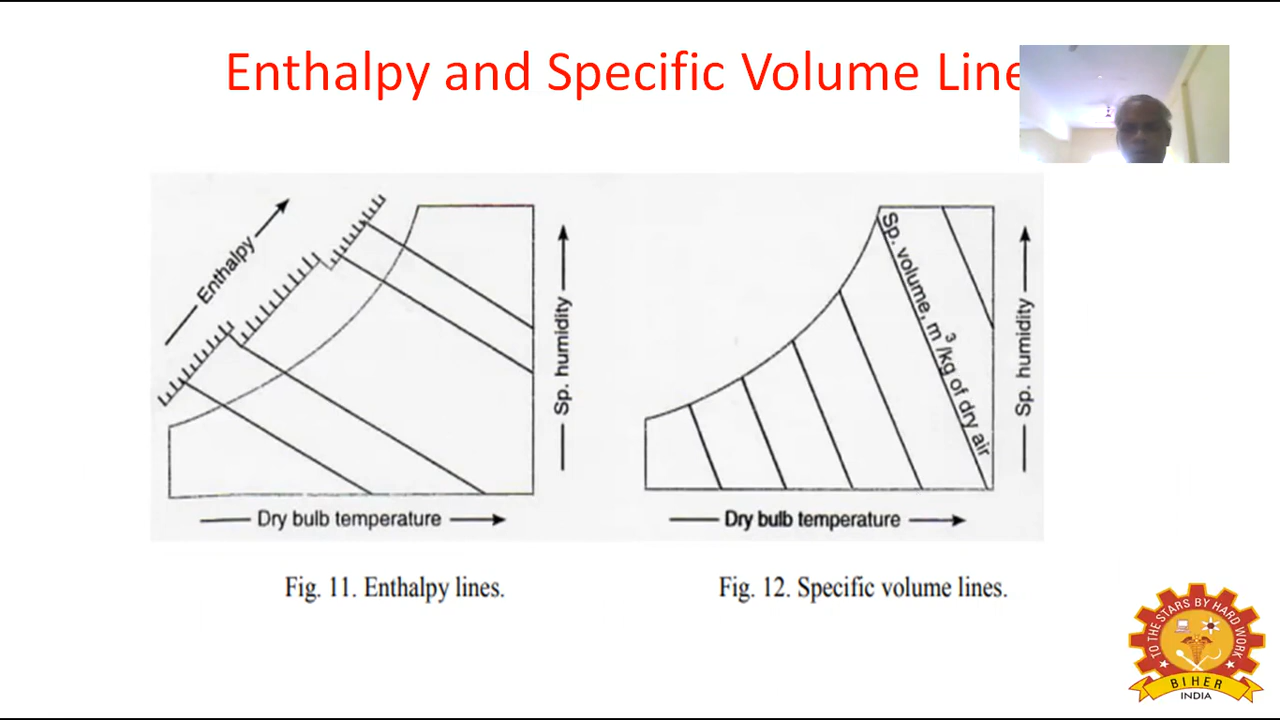 Enthalpy and Specific Volume Line
Enthalpy
Sp. humidity
Dry bulb temperature
Sp. volume, m³/kg of dry air
Sp. humidity
Dry bulb temperature
Fig. 11. Enthalpy lines.
Fig. 12. Specific volume lines.
TO THE STARS BY HARD WORK
BIHER
INDIA